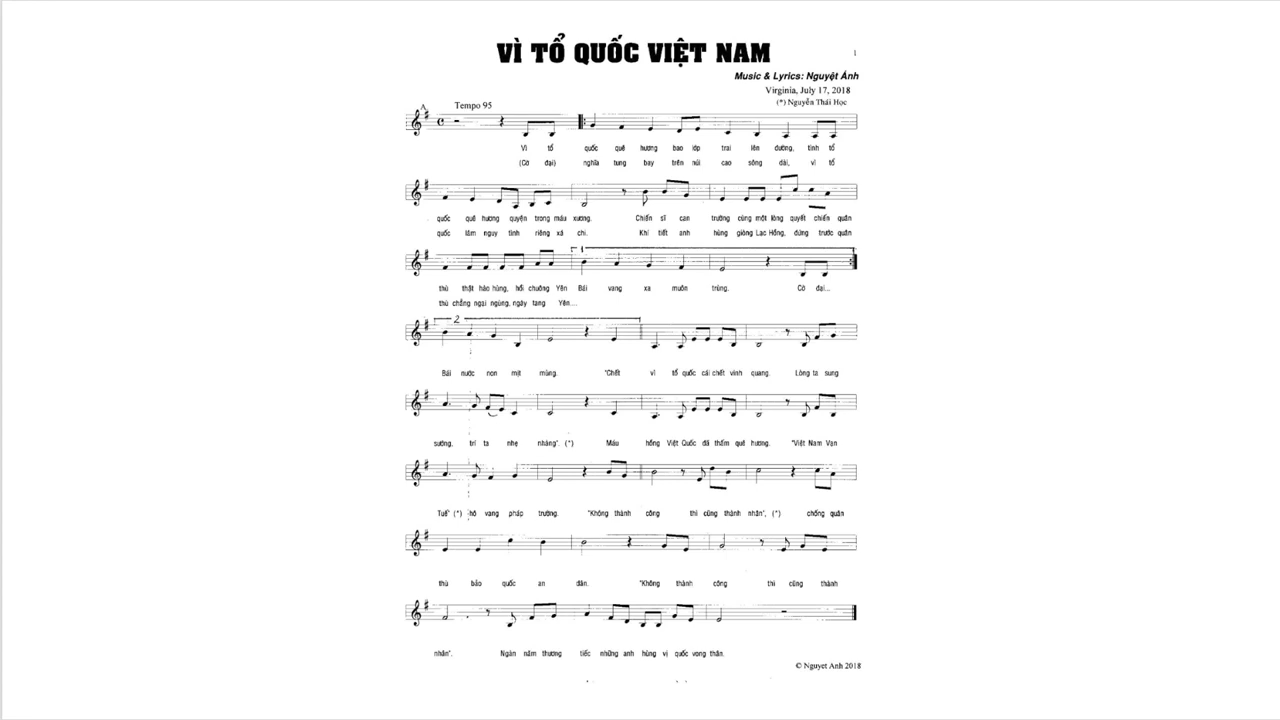 VÌ TỔ QUỐC VIỆT NAM
1
Music & Lyrics: Nguyệt Ánh
Virginia, July 17, 2018
(*) Nguyễn Thái Học
A
Tempo 95
Vì tổ quốc quê hương bao lớp trai lên đường, tình tổ
(Cờ đại) nghĩa tung bay trên núi cao sông dài, vì tổ
quốc quê hương quyện trong máu xương. Chiến sĩ can trường cùng một lòng quyết chiến quân
quốc lâm nguy tình riêng xá chi. Khí tiết anh hùng giòng Lạc Hồng, đứng trước quân
1
thù thật hào hùng, hồi chuông Yên Bái vang xa muôn trùng. Cờ đại...
thù chẳng ngại ngùng, ngày tang Yên...
2
Bái nước non mịt mùng. "Chết vì tổ quốc cái chết vinh quang. Lòng ta sung
sướng, trí ta nhẹ nhàng". (*) Máu hồng Việt Quốc đã thấm quê hương. "Việt Nam Vạn
Tuế" (*) hô vang pháp trường. "Không thành công thì cũng thành nhân", (*) chống quân
thù bảo quốc an dân. "Không thành công thì cũng thành
nhân". Ngàn năm thương tiếc những anh hùng vị quốc vong thân.
© Nguyet Anh 2018